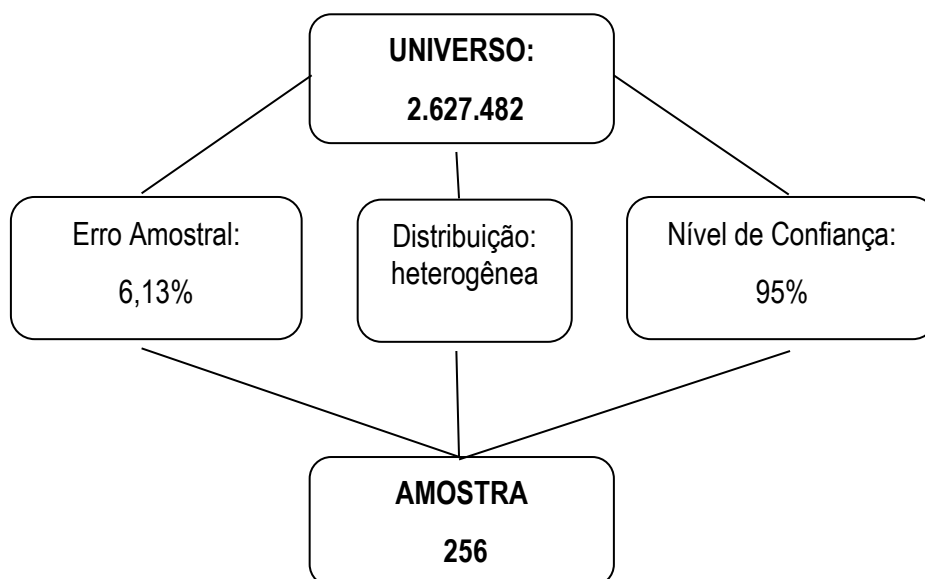 UNIVERSO:
2.627.482
Erro Amostral:
6,13%
Distribuição:
heterogênea
Nível de Confiança:
95%
AMOSTRA
256